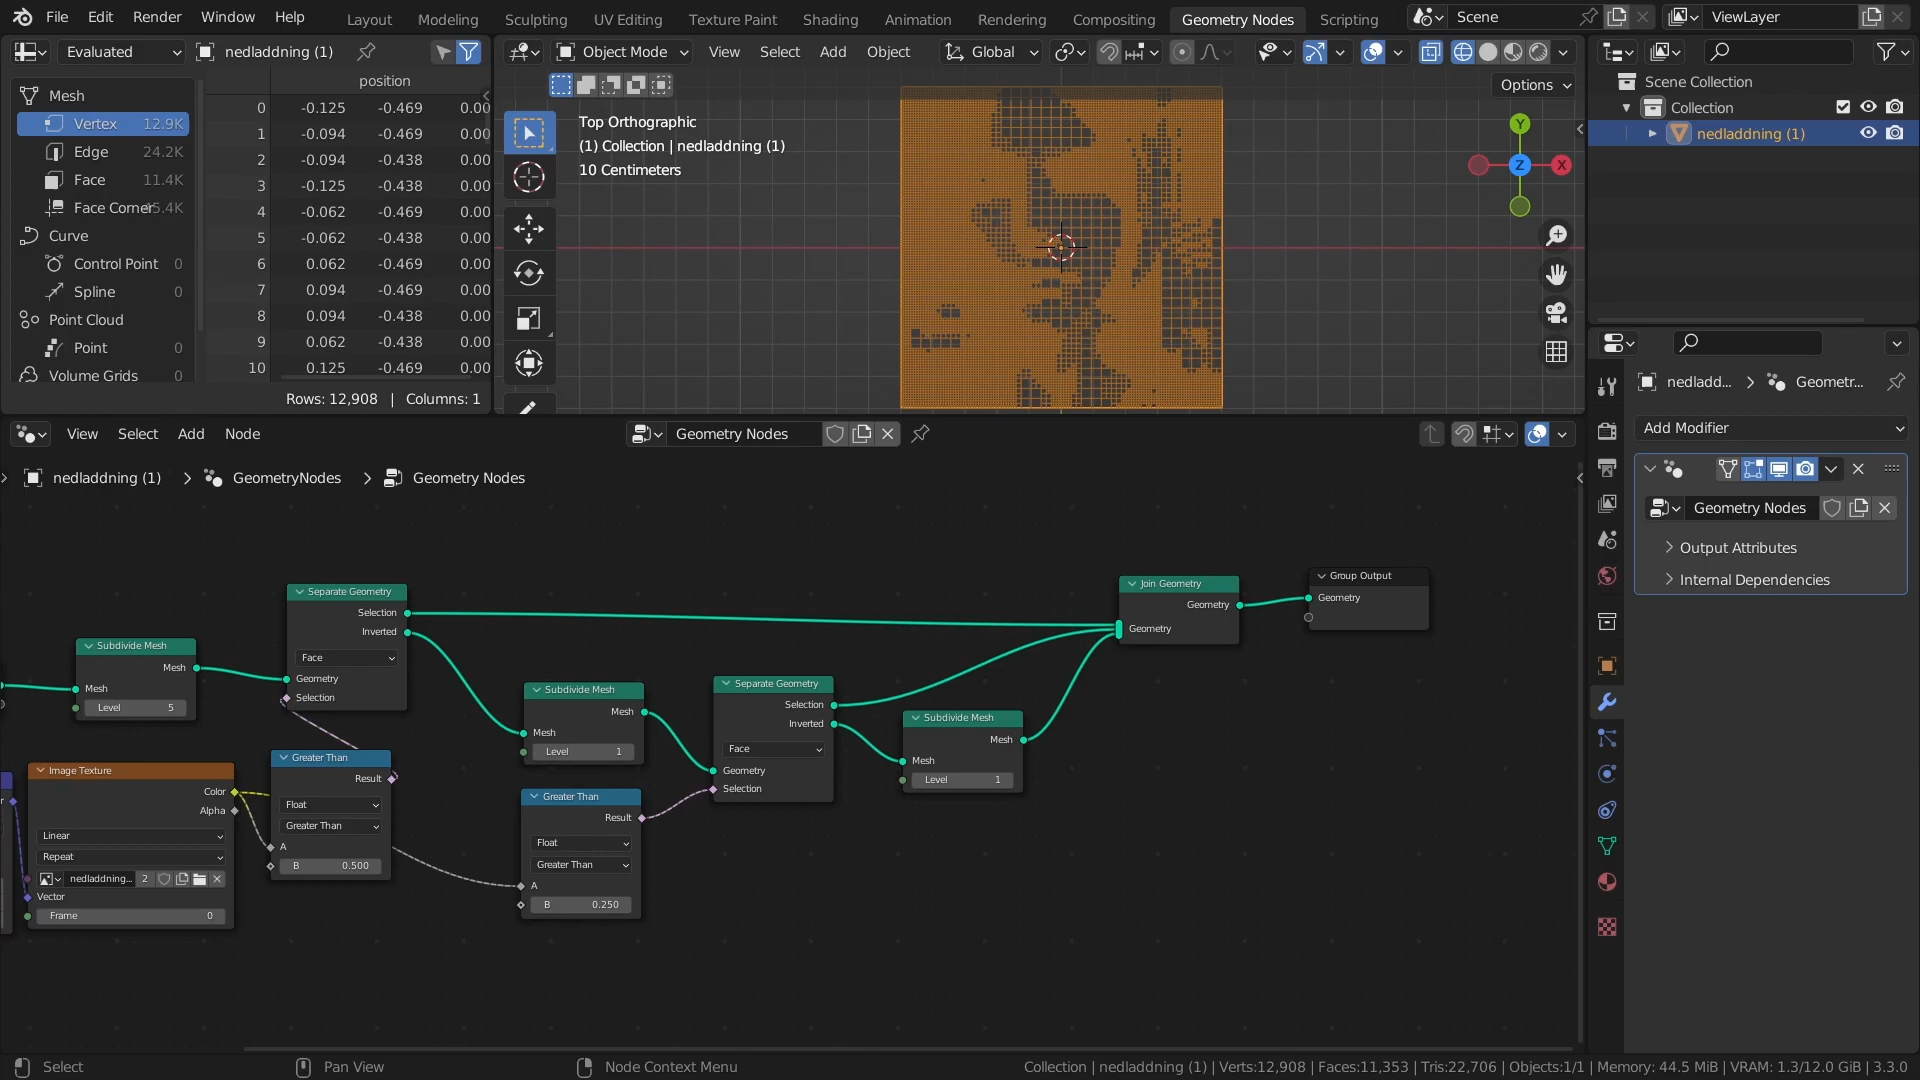 File Edit Render Window Help
Layout Modeling Sculpting UV Editing Texture Paint Shading Animation Rendering Compositing Geometry Nodes Scripting
Scene
ViewLayer
Evaluated
nedladdning (1)
position
Mesh
Vertex 12.9K
Edge 24.2K
Face 11.4K
Face Corner 45.4K
Curve
Control Point 0
Spline 0
Point Cloud
Point 0
Volume Grids 0
0 -0.125 -0.469 0.00
1 -0.094 -0.469 0.00
2 -0.094 -0.438 0.00
3 -0.125 -0.438 0.00
4 -0.062 -0.469 0.00
5 -0.062 -0.438 0.00
6 0.062 -0.469 0.00
7 0.094 -0.469 0.00
8 0.094 -0.438 0.00
9 0.062 -0.438 0.00
10 0.125 -0.438 0.00
Rows: 12,908 | Columns: 1
Object Mode View Select Add Object Global
Options
Top Orthographic
(1) Collection | nedladdning (1)
10 Centimeters
Y
Z
X
Scene Collection
Collection
nedladdning (1)
nedladd... > Geometr...
Add Modifier
Geometry Nodes
Output Attributes
Internal Dependencies
View Select Add Node
Geometry Nodes
nedladdning (1) > GeometryNodes > Geometry Nodes
Subdivide Mesh
Mesh
Mesh
Level 5
Separate Geometry
Selection
Inverted
Face
Geometry
Selection
Image Texture
Color
Alpha
Linear
Repeat
nedladdning... 2
Vector
Frame 0
Greater Than
Result
Float
Greater Than
A
B 0.500
Subdivide Mesh
Mesh
Mesh
Level 1
Greater Than
Result
Float
Greater Than
A
B 0.250
Separate Geometry
Selection
Inverted
Face
Geometry
Selection
Subdivide Mesh
Mesh
Mesh
Level 1
Join Geometry
Geometry
Geometry
Group Output
Geometry
Select
Pan View
Node Context Menu
Collection | nedladdning (1) | Verts:12,908 | Faces:11,353 | Tris:22,706 | Objects:1/1 | Memory: 44.5 MiB | VRAM: 1.3/12.0 GiB | 3.3.0